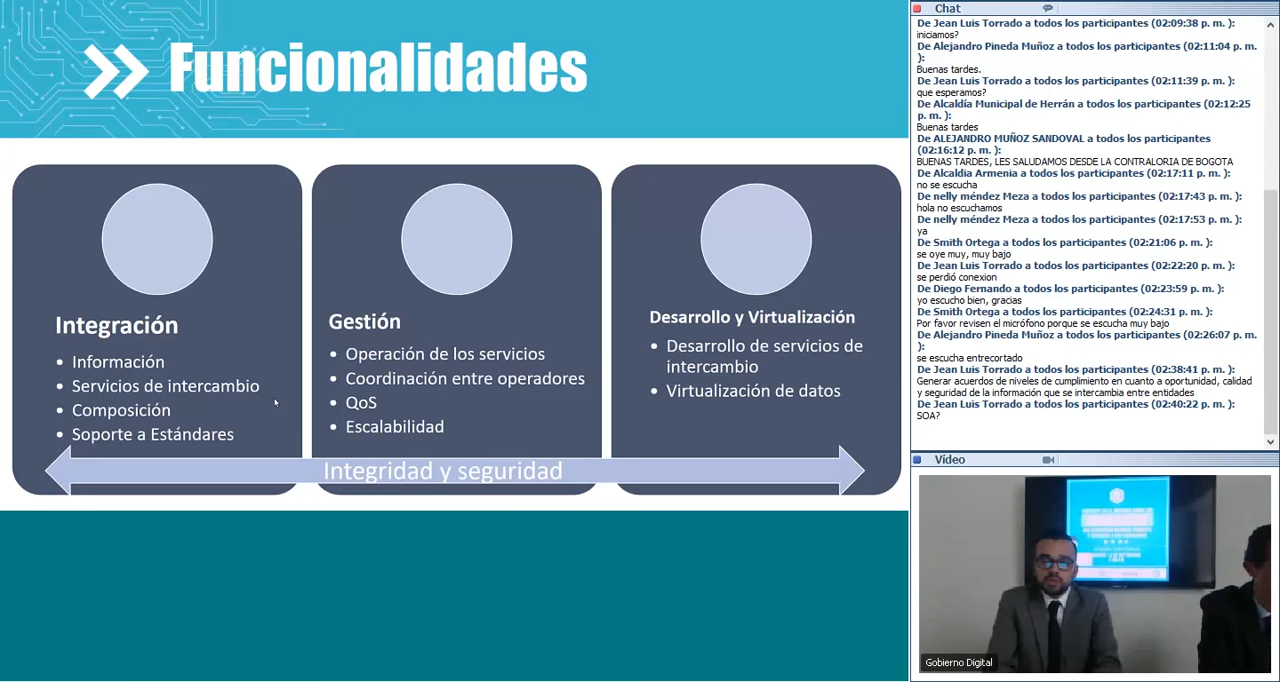 Funcionalidades
Integración
• Información
• Servicios de intercambio
• Composición
• Soporte a Estándares
Gestión
• Operación de los servicios
• Coordinación entre operadores
• QoS
• Escalabilidad
Desarrollo y Virtualización
• Desarrollo de servicios de
intercambio
• Virtualización de datos
Integridad y seguridad
Chat
De Jean Luis Torrado a todos los participantes (02:09:38 p. m. ):
iniciamos?
De Alejandro Pineda Muñoz a todos los participantes (02:11:04 p. m.
):
Buenas tardes.
De Jean Luis Torrado a todos los participantes (02:11:39 p. m. ):
que esperamos?
De Alcaldía Municipal de Herrán a todos los participantes (02:12:25
p. m. ):
Buenas tardes
De ALEJANDRO MUÑOZ SANDOVAL a todos los participantes
(02:16:12 p. m. ):
BUENAS TARDES, LES SALUDAMOS DESDE LA CONTRALORIA DE BOGOTA
De Alcaldia Armenia a todos los participantes (02:17:11 p. m. ):
no se escucha
De nelly méndez Meza a todos los participantes (02:17:43 p. m. ):
hola no escuchamos
De nelly méndez Meza a todos los participantes (02:17:53 p. m. ):
ya
De Smith Ortega a todos los participantes (02:21:06 p. m. ):
se oye muy, muy bajo
De Jean Luis Torrado a todos los participantes (02:22:20 p. m. ):
se perdió conexion
De Diego Fernando a todos los participantes (02:23:59 p. m. ):
yo escucho bien, gracias
De Smith Ortega a todos los participantes (02:24:31 p. m. ):
Por favor revisen el micrófono porque se escucha muy bajo
De Alejandro Pineda Muñoz a todos los participantes (02:26:07 p. m.
):
se escucha entrecortado
De Jean Luis Torrado a todos los participantes (02:38:41 p. m. ):
Generar acuerdos de niveles de cumplimiento en cuanto a oportunidad, calidad
y seguridad de la información que se intercambia entre entidades
De Jean Luis Torrado a todos los participantes (02:40:22 p. m. ):
SOA?
Vídeo
Gobierno Digital